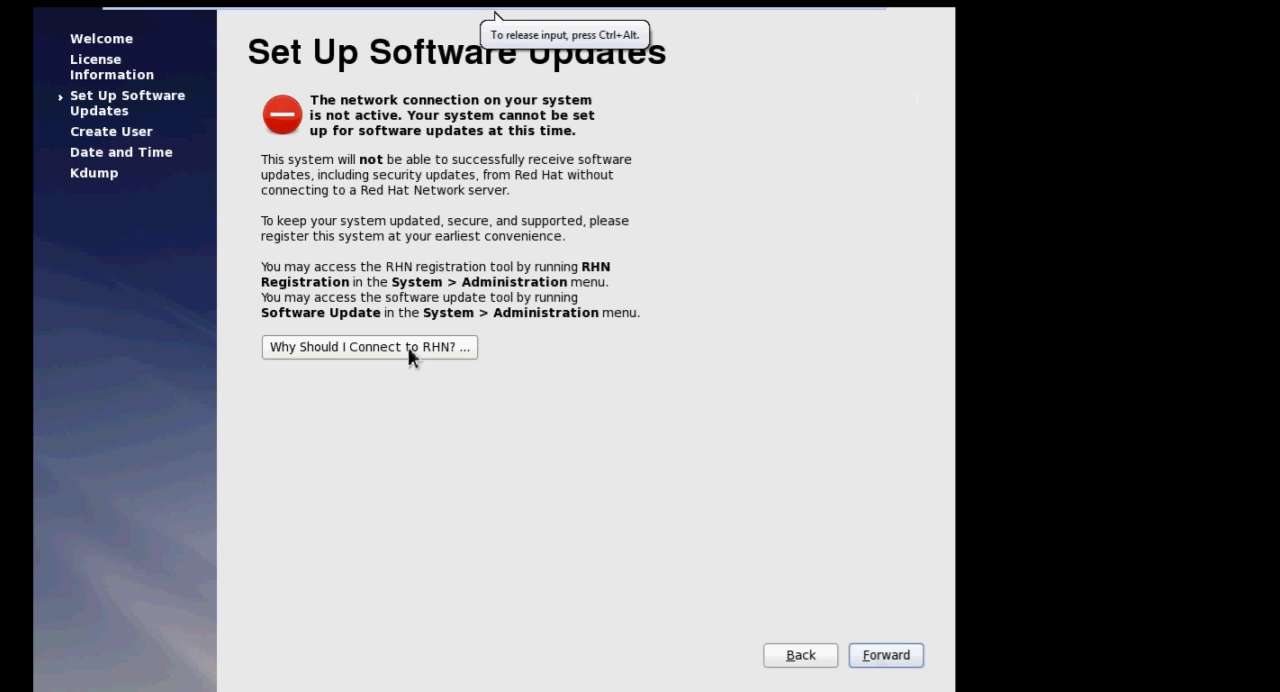 To release input, press Ctrl+Alt.
Welcome
License
Information
Set Up Software
Updates
Create User
Date and Time
Kdump
Set Up Software Updates
The network connection on your system
is not active. Your system cannot be set
up for software updates at this time.
This system will not be able to successfully receive software
updates, including security updates, from Red Hat without
connecting to a Red Hat Network server.
To keep your system updated, secure, and supported, please
register this system at your earliest convenience.
You may access the RHN registration tool by running RHN
Registration in the System > Administration menu.
You may access the software update tool by running
Software Update in the System > Administration menu.
Why Should I Connect to RHN? ...
Back
Forward